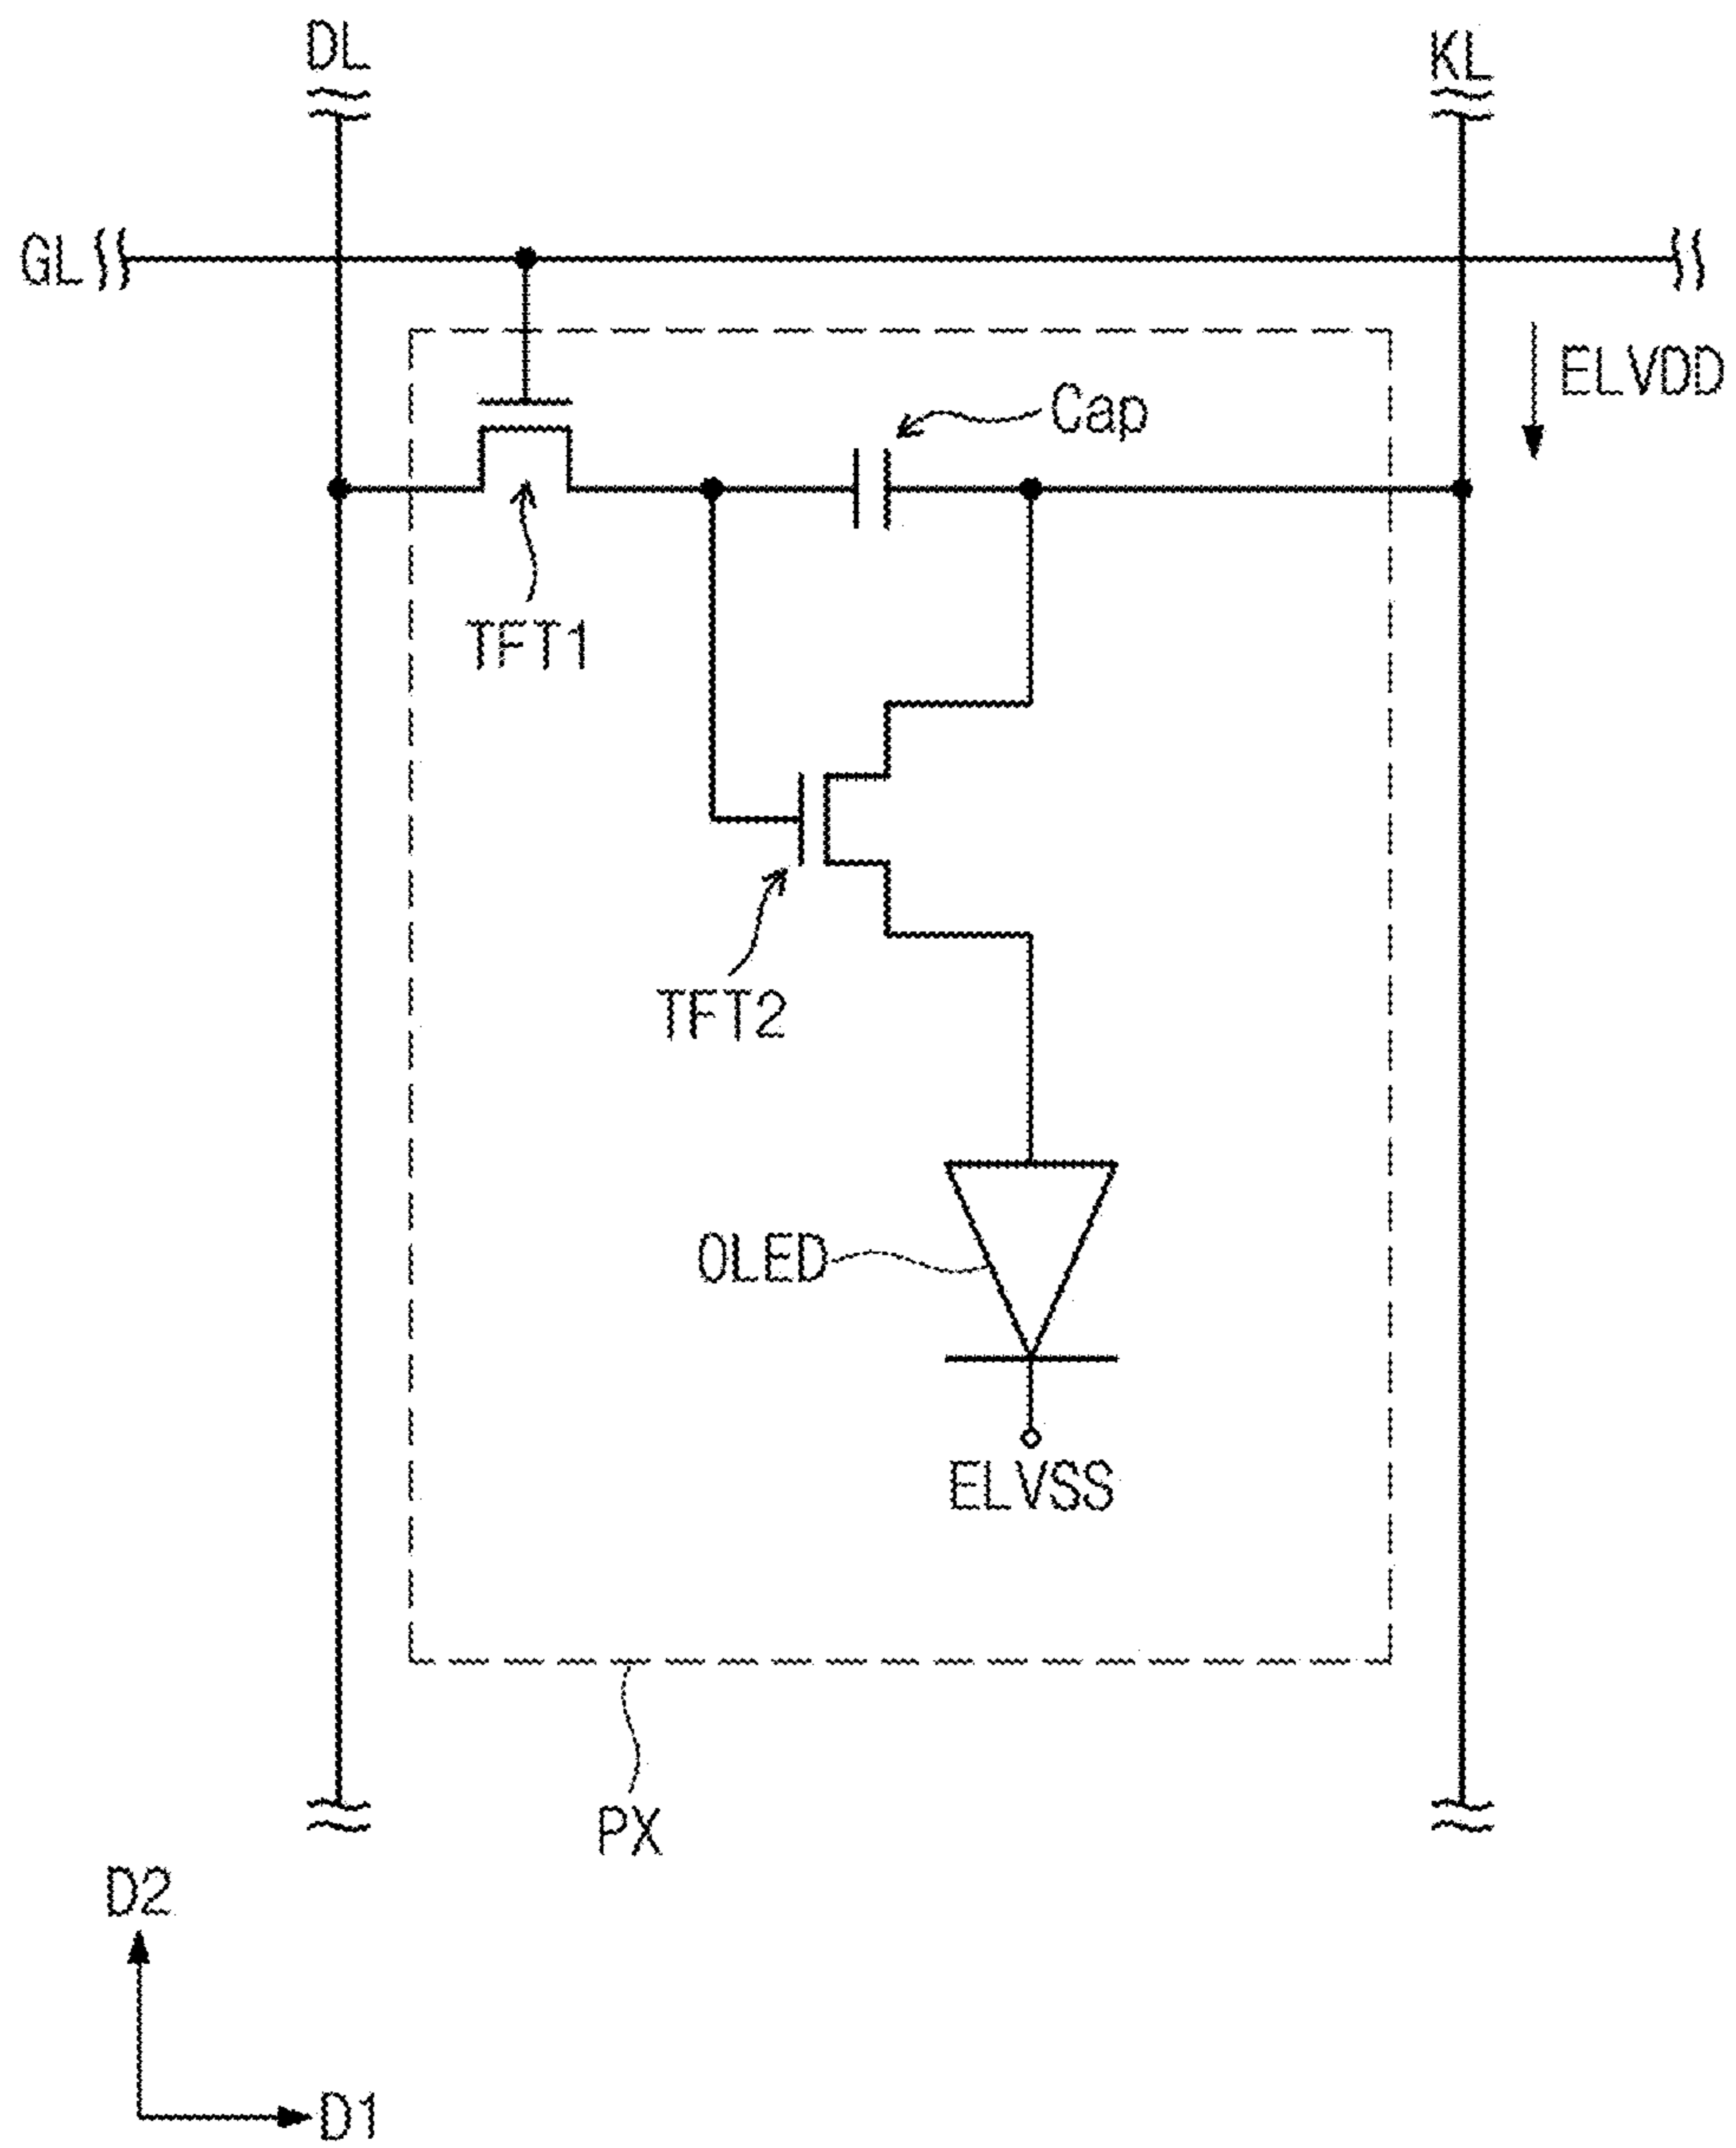 DL
KL
GL
ELVDD
Cap
TFT1
TFT2
OLED
ELVSS
PX
D2
D1